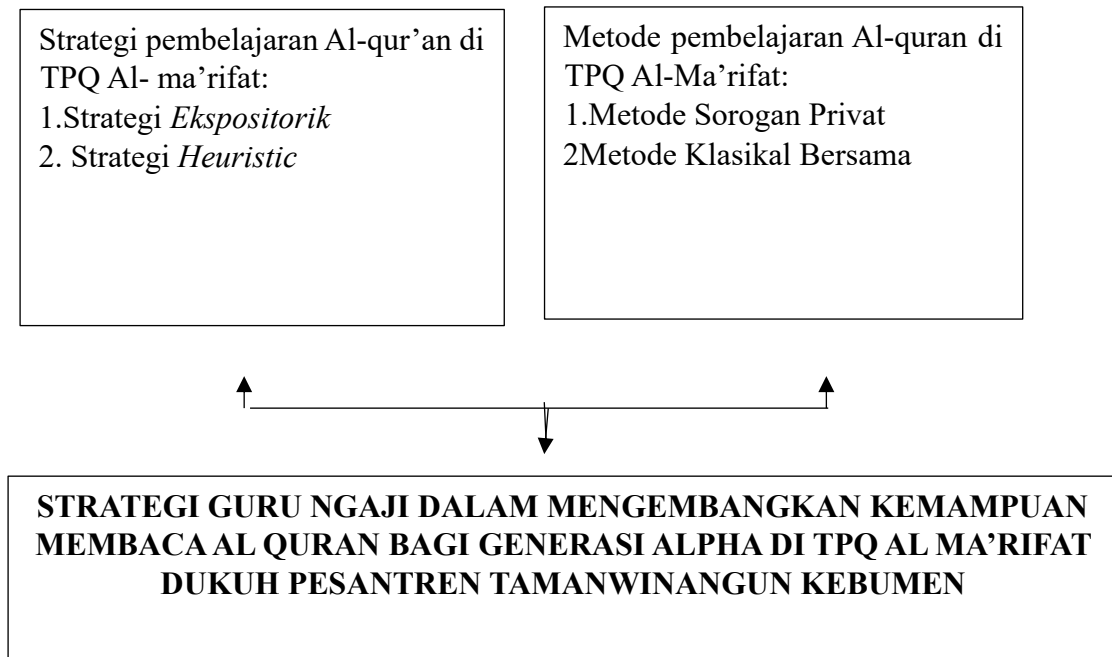 Strategi pembelajaran Al-qur’an di
TPQ Al- ma’rifat:
1.Strategi Ekspositorik
2. Strategi Heuristic
Metode pembelajaran Al-quran di
TPQ Al-Ma’rifat:
1.Metode Sorogan Privat
2Metode Klasikal Bersama
STRATEGI GURU NGAJI DALAM MENGEMBANGKAN KEMAMPUAN
MEMBACA AL QURAN BAGI GENERASI ALPHA DI TPQ AL MA’RIFAT
DUKUH PESANTREN TAMANWINANGUN KEBUMEN